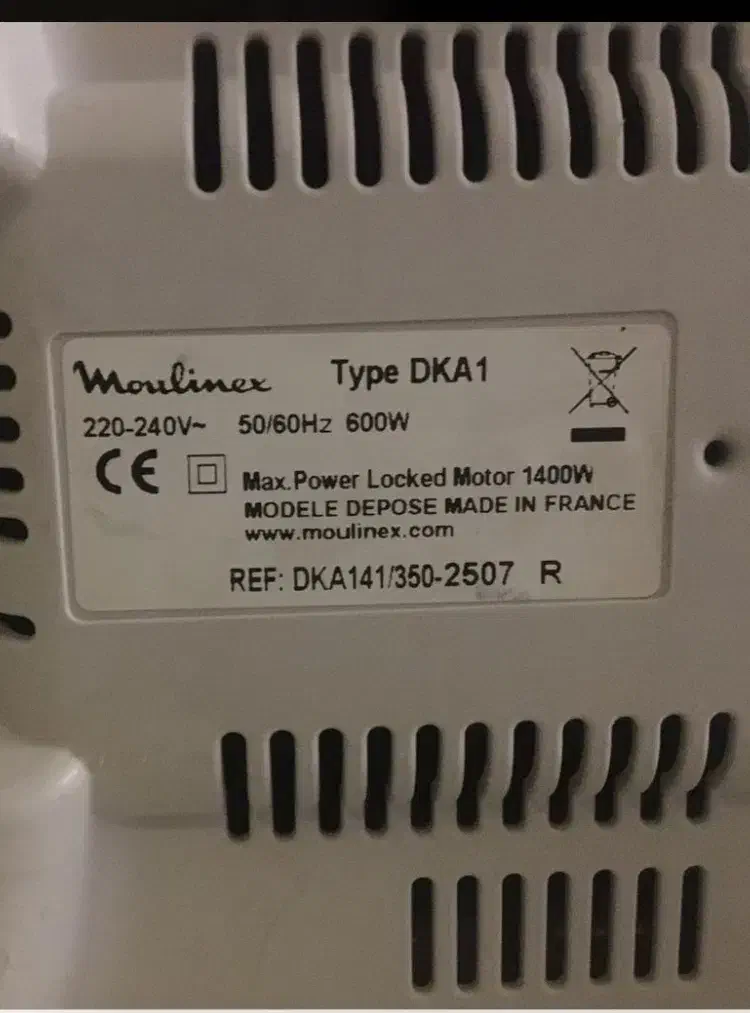 Moulinex Type DKA1
220-240V~ 50/60Hz 600W
CE Max.Power Locked Motor 1400W
MODELE DEPOSE MADE IN FRANCE
www.moulinex.com
REF: DKA141/350-2507 R